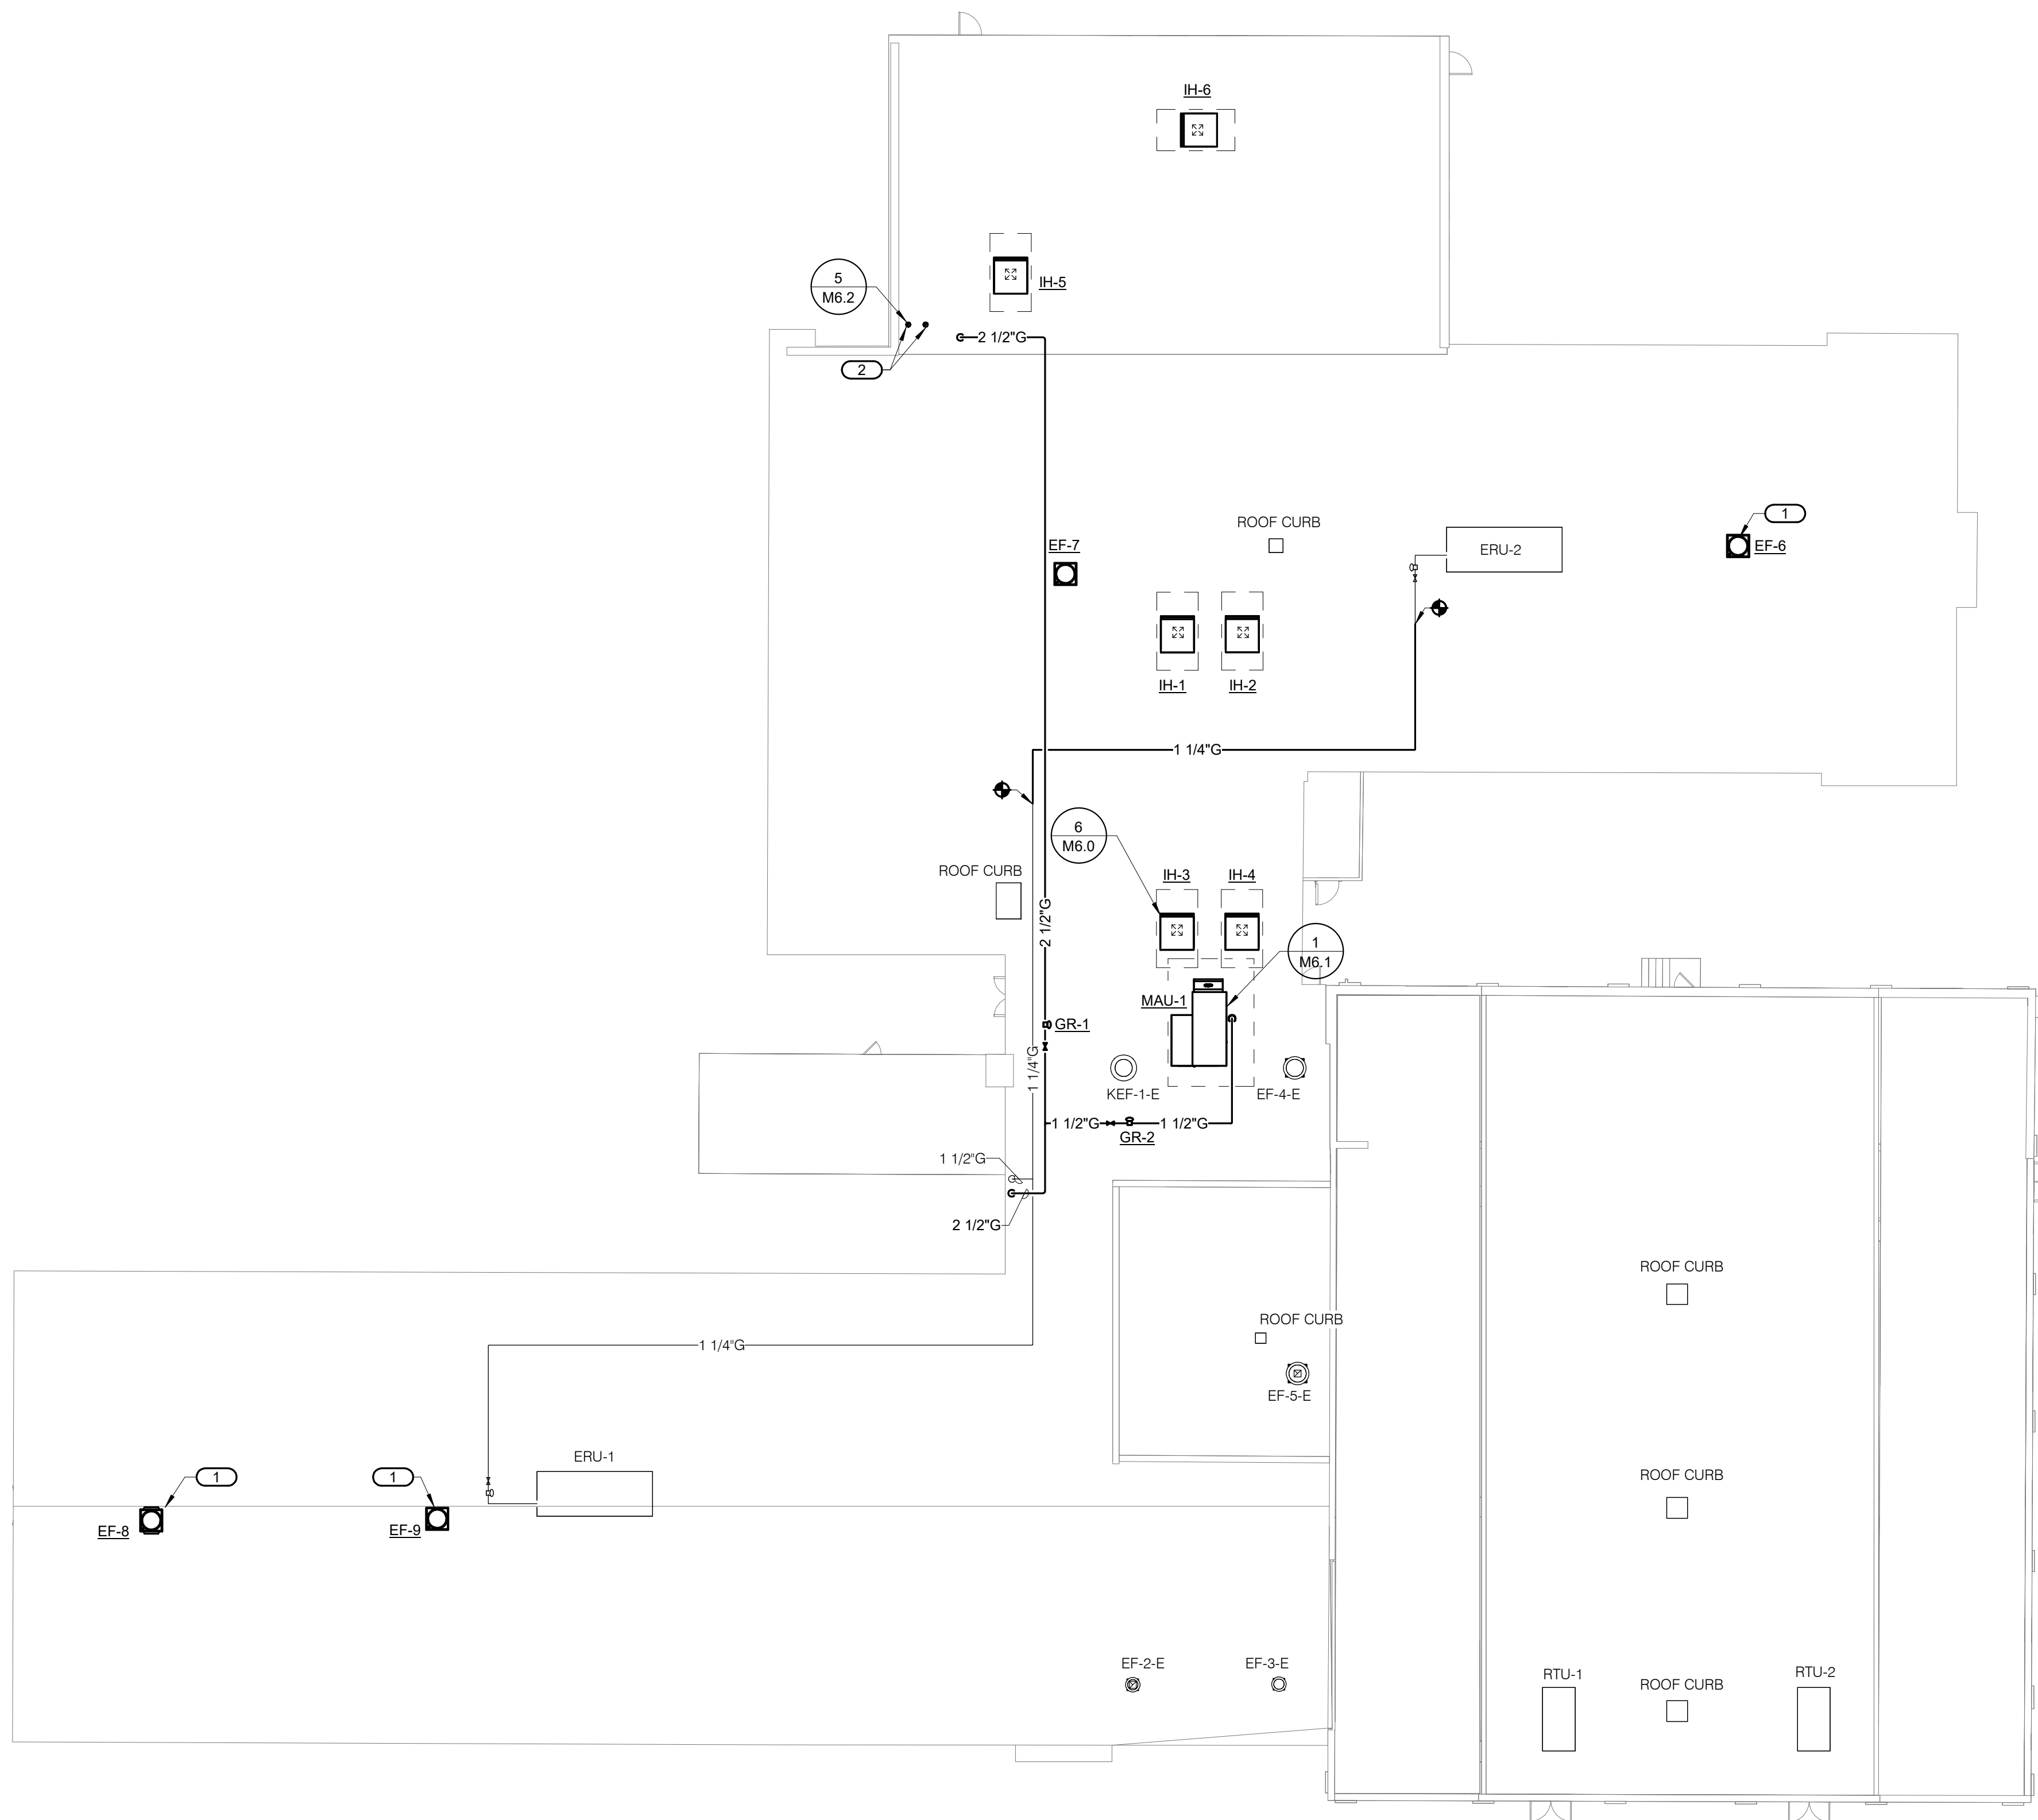 IH-6
IH-5
5
M6.2
2 1/2"G
2
ROOF CURB
ERU-2
1
EF-6
EF-7
IH-1
IH-2
1 1/4"G
6
M6.0
ROOF CURB
IH-3
IH-4
2 1/2"G
1
M6.1
MAU-1
GR-1
1 1/4"G
KEF-1-E
EF-4-E
1 1/2"G
1 1/2"G
GR-2
1 1/2"G
2 1/2"G
ROOF CURB
ROOF CURB
1 1/4"G
EF-5-E
ERU-1
1
1
ROOF CURB
EF-8
EF-9
EF-2-E
EF-3-E
RTU-1
ROOF CURB
RTU-2